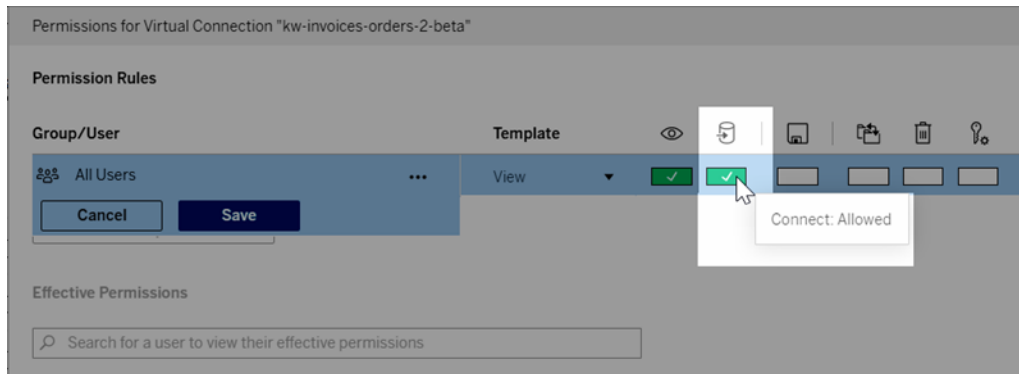 Permissions for Virtual Connection "kw-invoices-orders-2-beta"
Permission Rules
Group/User Template
All Users ••• View
Cancel Save
Connect: Allowed
Effective Permissions
Search for a user to view their effective permissions